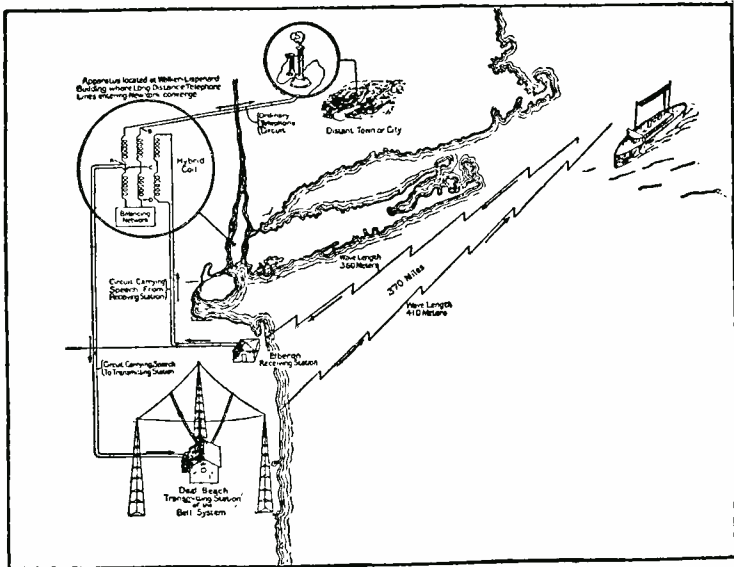 Apparatus located at Walker-Lispenard
Building where Long Distance Telephone
Lines entering New York converge
Ordinary
Telephone
Circuit
Distant Town or City
Hybrid
Coil
Balancing
Network
Circuit Carrying
Speech From
Receiving Station
Wave Length
360 Meters
370 Miles
Wave Length
410 Meters
Elberon
Receiving Station
Circuit Carrying Speech
To Transmitting Station
Deal Beach
Transmitting Station
of the
Bell System